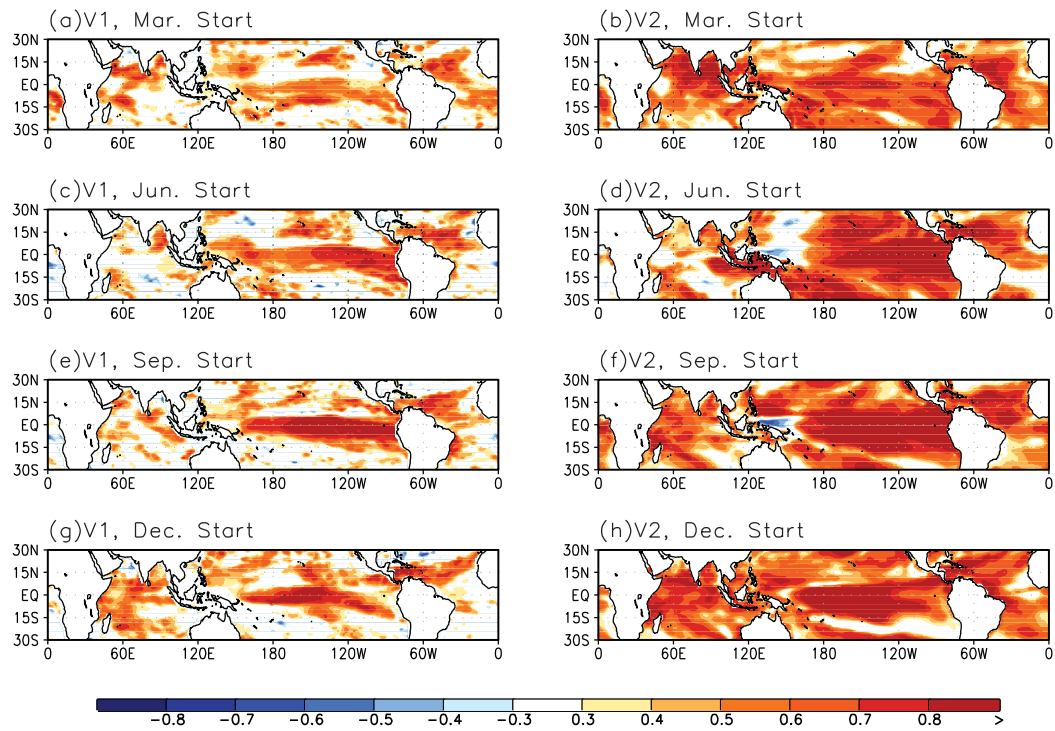 (a)V1, Mar. Start
(b)V2, Mar. Start
30N
15N
EQ
15S
30S
0 60E 120E 180 120W 60W 0
30N
15N
EQ
15S
30S
0 60E 120E 180 120W 60W 0
(c)V1, Jun. Start
(d)V2, Jun. Start
30N
15N
EQ
15S
30S
0 60E 120E 180 120W 60W 0
30N
15N
EQ
15S
30S
0 60E 120E 180 120W 60W 0
(e)V1, Sep. Start
(f)V2, Sep. Start
30N
15N
EQ
15S
30S
0 60E 120E 180 120W 60W 0
30N
15N
EQ
15S
30S
0 60E 120E 180 120W 60W 0
(g)V1, Dec. Start
(h)V2, Dec. Start
30N
15N
EQ
15S
30S
0 60E 120E 180 120W 60W 0
30N
15N
EQ
15S
30S
0 60E 120E 180 120W 60W 0
-0.8 -0.7 -0.6 -0.5 -0.4 -0.3 0.3 0.4 0.5 0.6 0.7 0.8 >